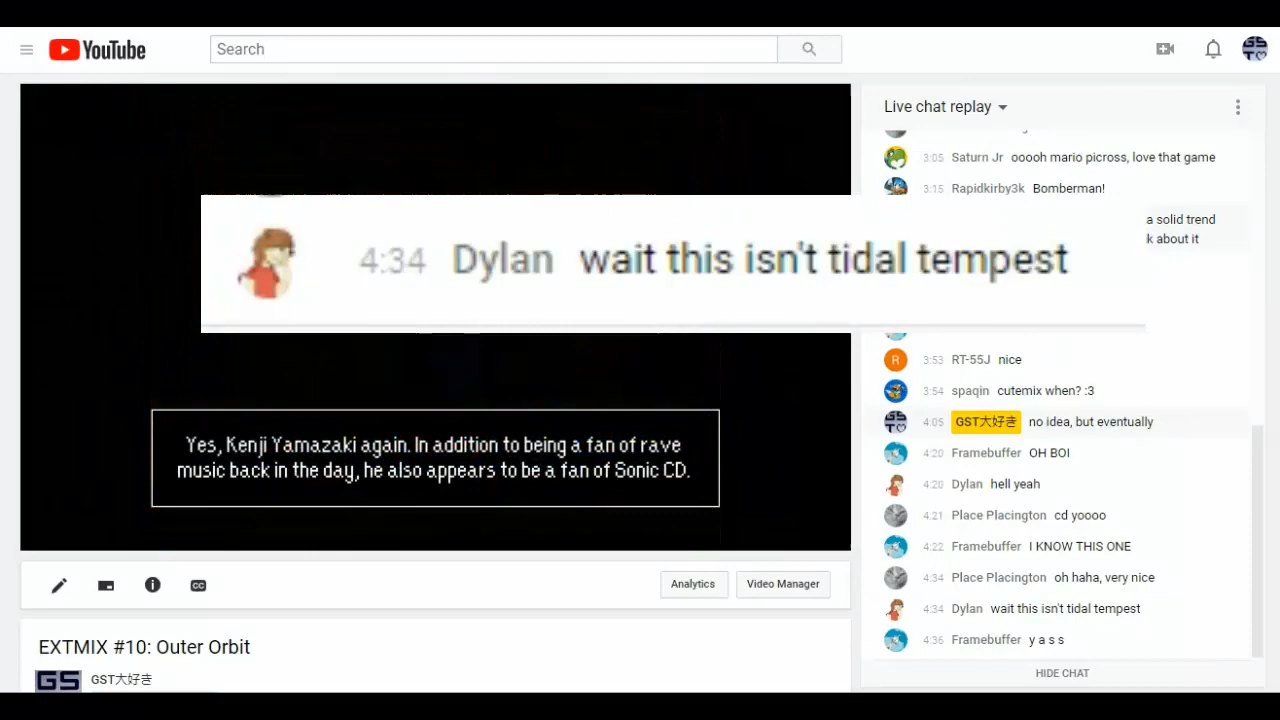 YouTube
Search
Live chat replay
3:05 Saturn Jr ooooh mario picross, love that game
3:15 Rapidkirby3k Bomberman!
a solid trend
k about it
4:34 Dylan wait this isn't tidal tempest
R 3:53 RT-55J nice
3:54 spaqin cutemix when? :3
4:05 GST大好き no idea, but eventually
4:20 Framebuffer OH BOI
4:20 Dylan hell yeah
4:21 Place Placington cd yoooo
4:22 Framebuffer I KNOW THIS ONE
4:34 Place Placington oh haha, very nice
4:34 Dylan wait this isn't tidal tempest
4:36 Framebuffer y a s s
HIDE CHAT
Yes, Kenji Yamazaki again. In addition to being a fan of rave
music back in the day, he also appears to be a fan of Sonic CD.
CC
Analytics
Video Manager
EXTMIX #10: Outer Orbit
GS
GST大好き